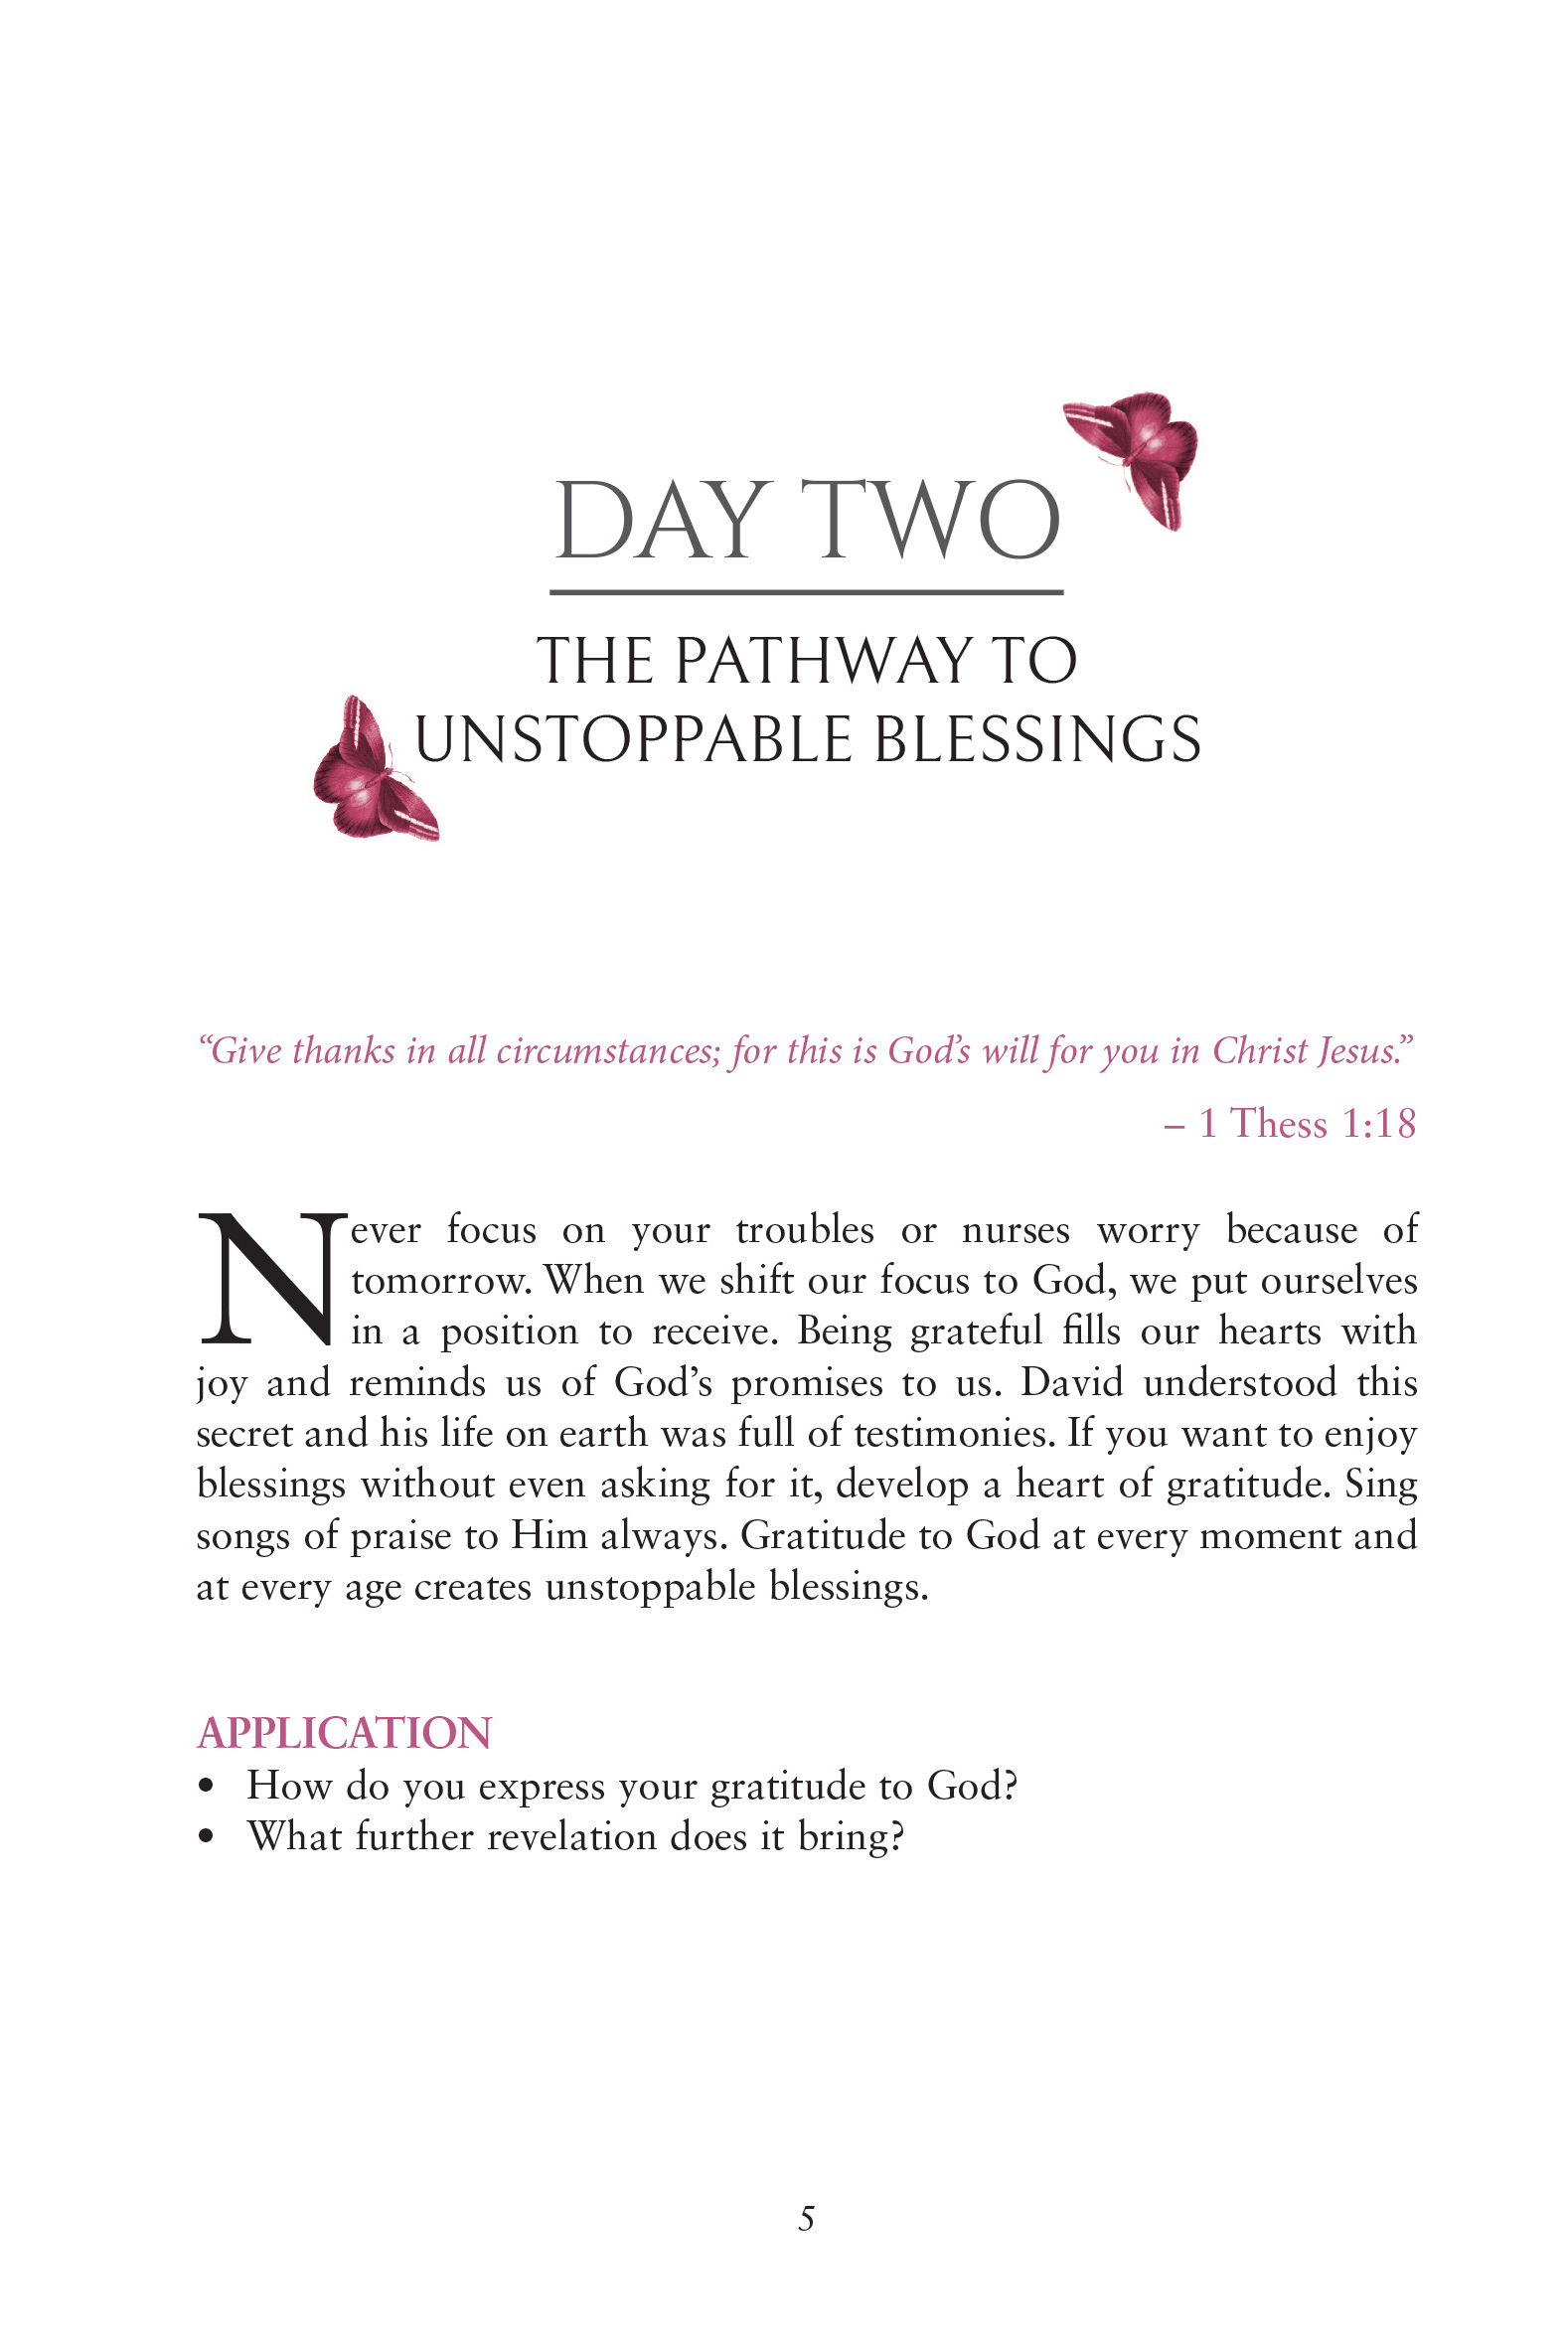 DAY TWO
THE PATHWAY TO
UNSTOPPABLE BLESSINGS
“Give thanks in all circumstances; for this is God’s will for you in Christ Jesus.”
– 1 Thess 1:18
Never focus on your troubles or nurses worry because of
tomorrow. When we shift our focus to God, we put ourselves
in a position to receive. Being grateful fills our hearts with
joy and reminds us of God’s promises to us. David understood this
secret and his life on earth was full of testimonies. If you want to enjoy
blessings without even asking for it, develop a heart of gratitude. Sing
songs of praise to Him always. Gratitude to God at every moment and
at every age creates unstoppable blessings.
APPLICATION
• How do you express your gratitude to God?
• What further revelation does it bring?
5